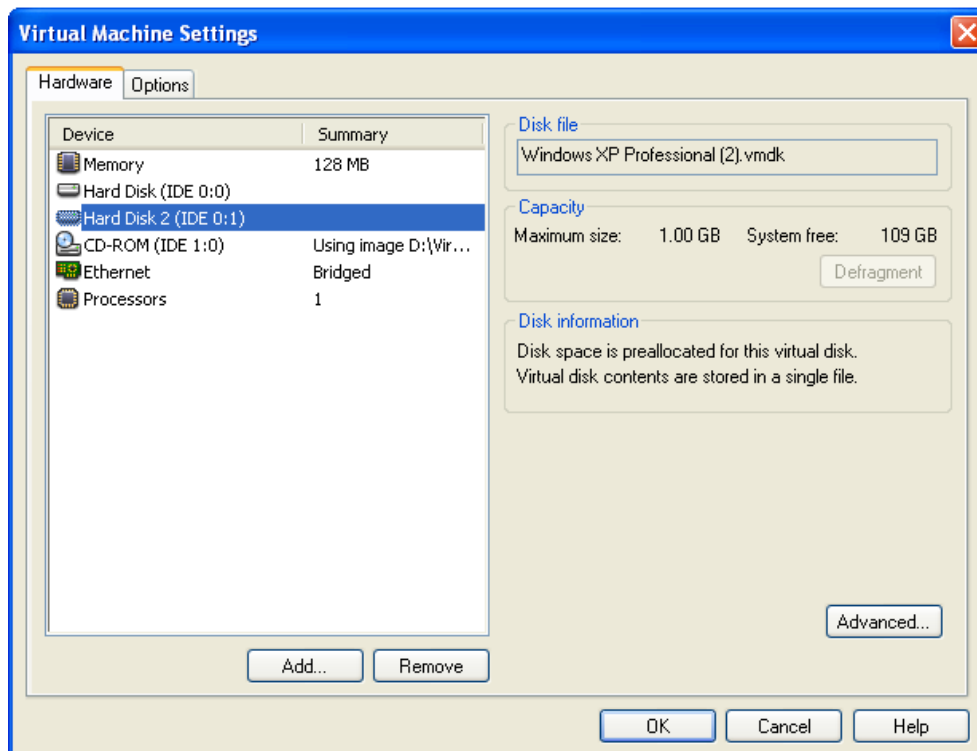 Virtual Machine Settings
Hardware Options
Device Summary
Memory 128 MB
Hard Disk (IDE 0:0)
Hard Disk 2 (IDE 0:1)
CD-ROM (IDE 1:0) Using image D:\Vir...
Ethernet Bridged
Processors 1
Add... Remove
Disk file
Windows XP Professional (2).vmdk
Capacity
Maximum size: 1.00 GB System free: 109 GB
Defragment
Disk information
Disk space is preallocated for this virtual disk.
Virtual disk contents are stored in a single file.
Advanced...
OK Cancel Help